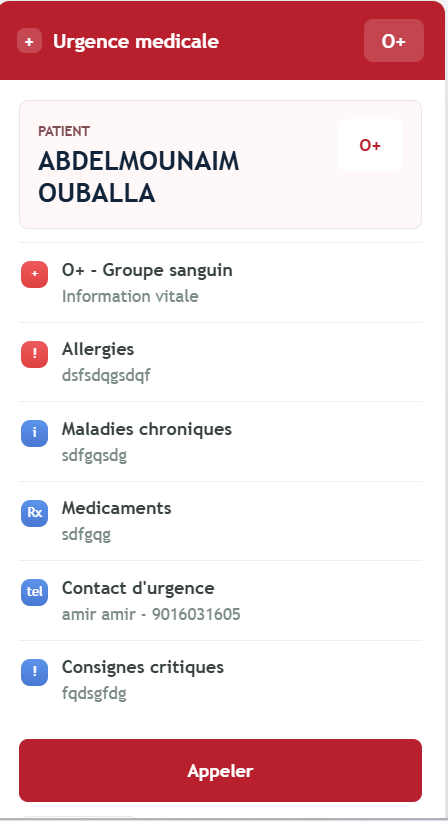 + Urgence medicale O+
PATIENT
ABDELMOUNAIM
OUBALLA
O+
+ O+ - Groupe sanguin
Information vitale
! Allergies
dsfsdqgsdqf
i Maladies chroniques
sdfgqsdg
Rx Medicaments
sdfgqg
tel Contact d'urgence
amir amir - 9016031605
! Consignes critiques
fqdsgfdg
Appeler